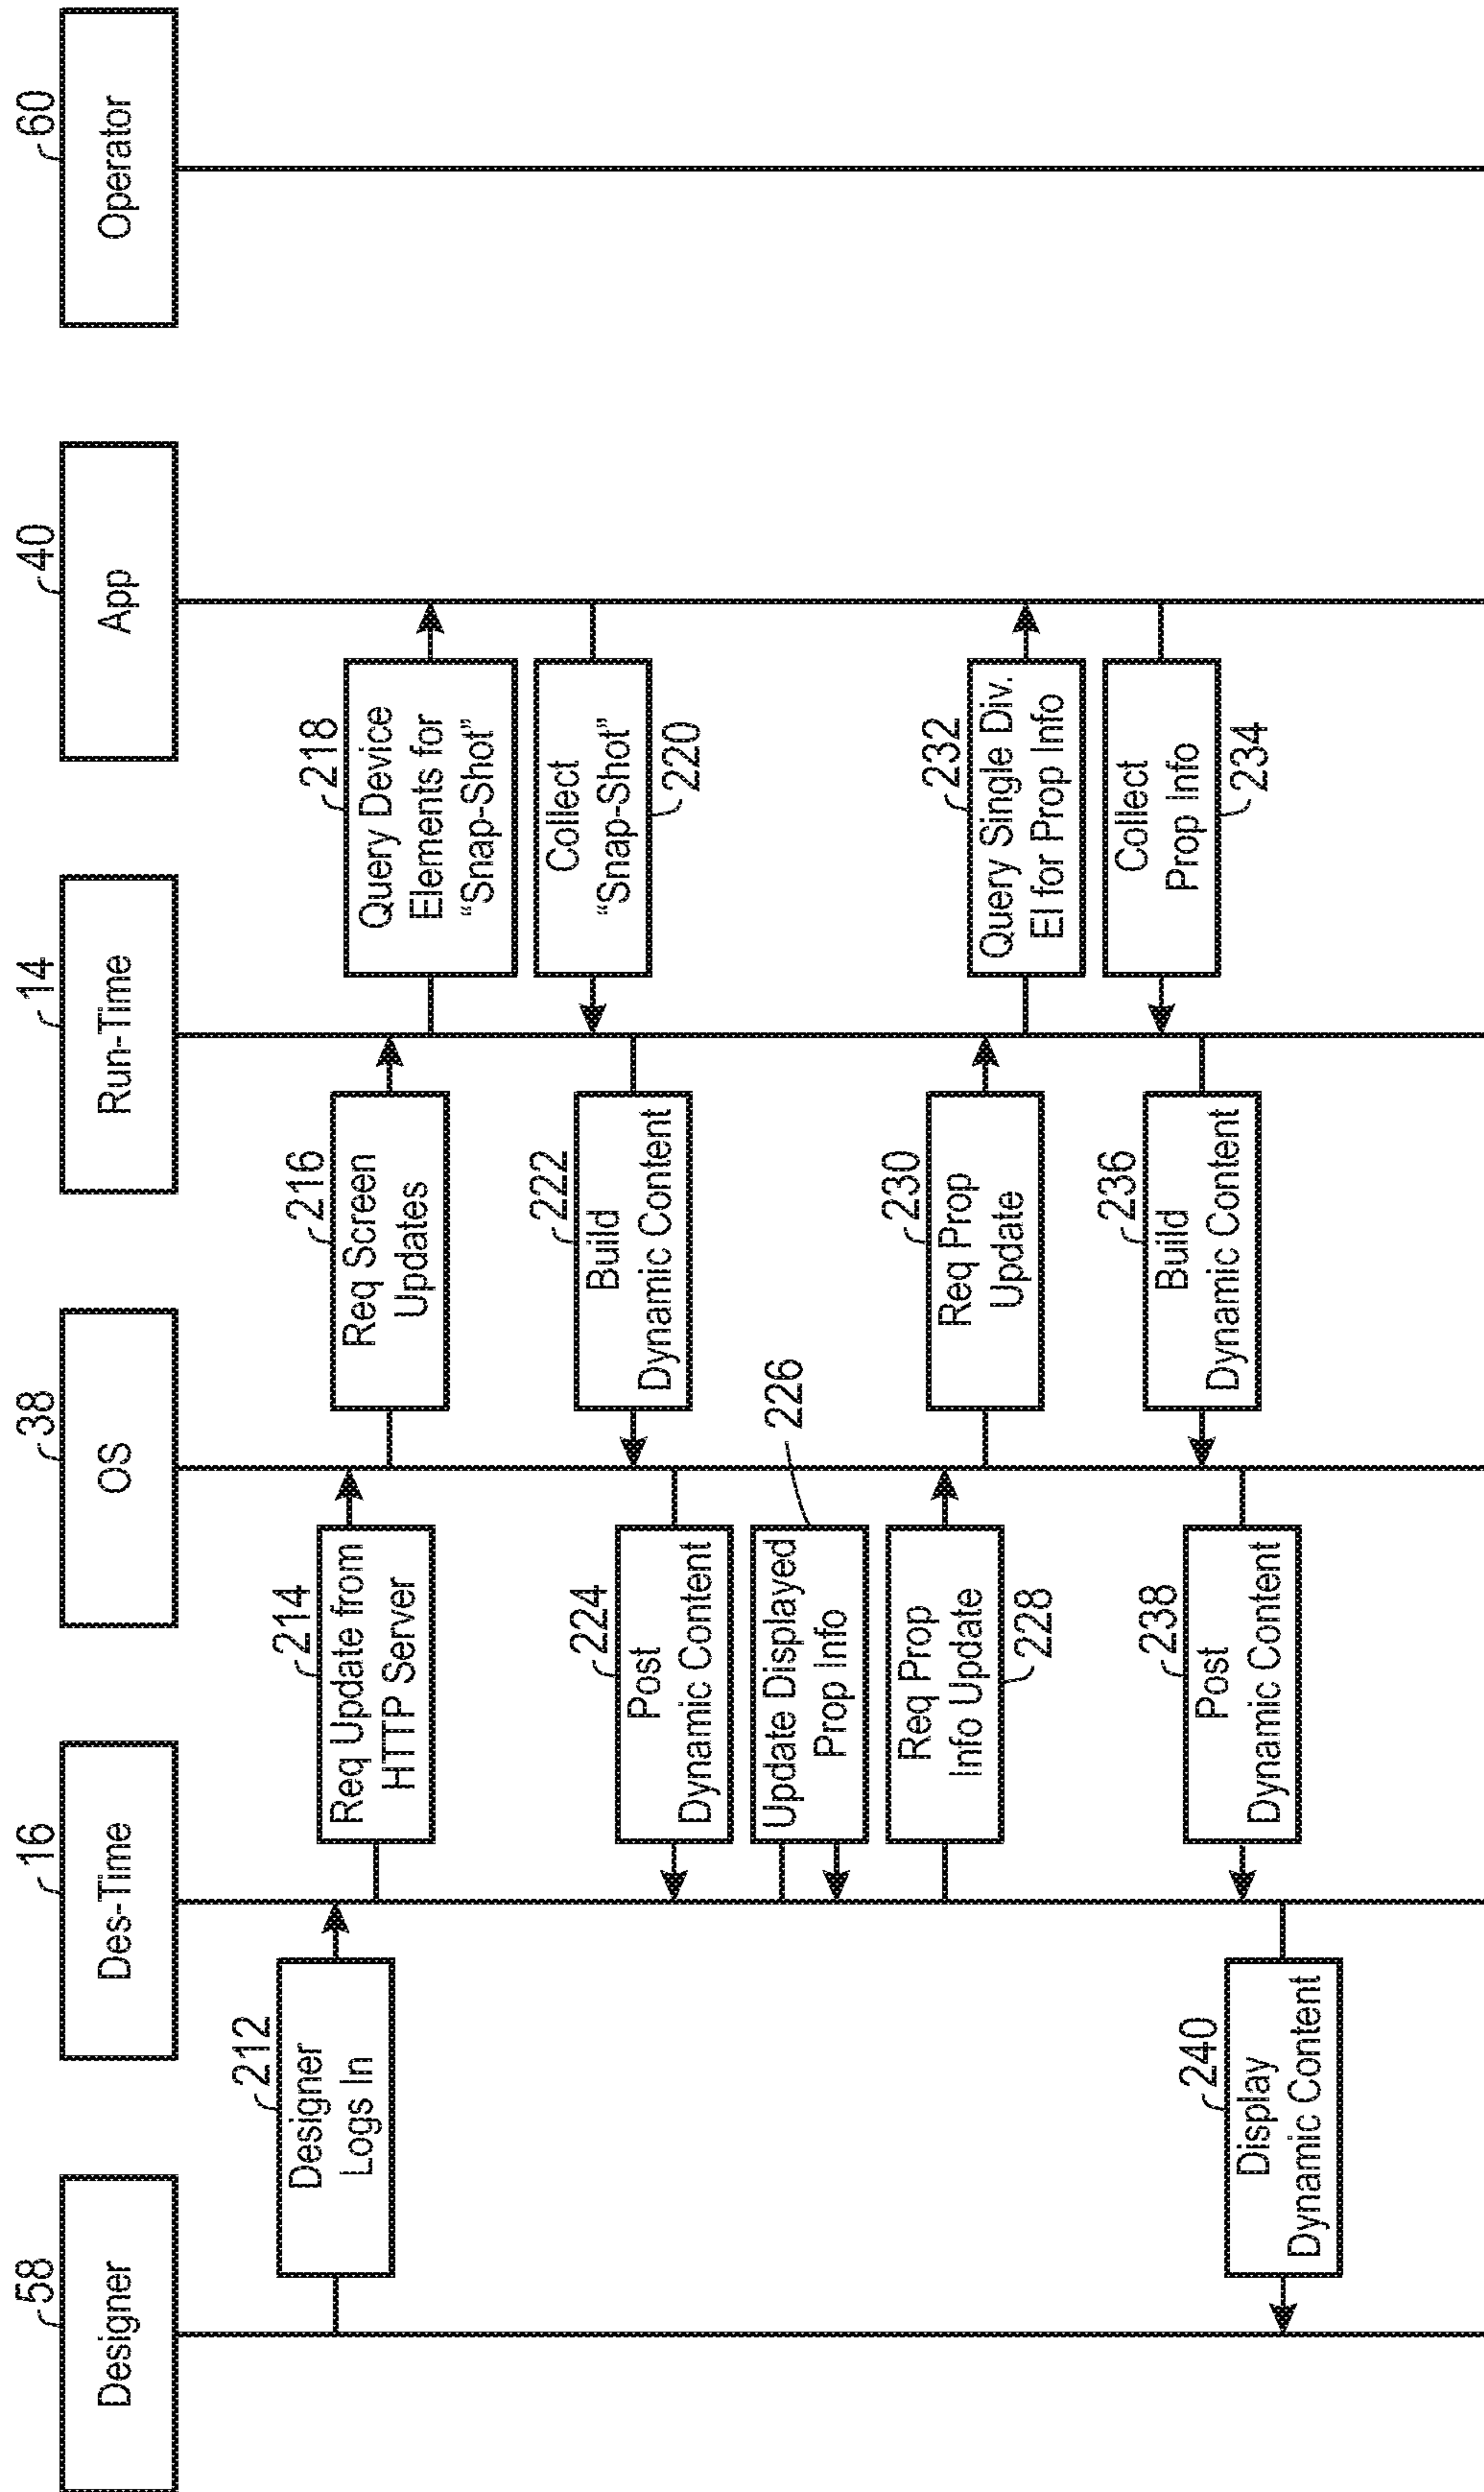 58
Designer
16
Des-Time
38
OS
14
Run-Time
40
App
60
Operator
212
Designer
Logs In
214
Req Update from
HTTP Server
216
Req Screen
Updates
218
Query Device
Elements for
“Snap-Shot”
Collect
“Snap-Shot”
220
222
Build
Dynamic Content
224
Post
Dynamic Content
226
Update Displayed
Prop Info
Req Prop
Info Update
228
230
Req Prop
Update
232
Query Single Div.
El for Prop Info
Collect
Prop Info
234
236
Build
Dynamic Content
238
Post
Dynamic Content
240
Display
Dynamic Content